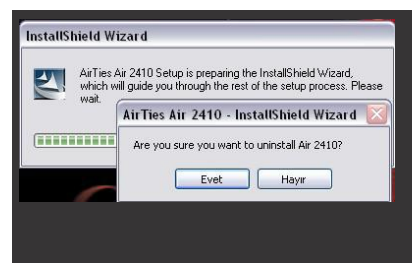 InstallShield Wizard
AirTies Air 2410 Setup is preparing the InstallShield Wizard,
which will guide you through the rest of the setup process. Please
wait.
AirTies Air 2410 - InstallShield Wizard
Are you sure you want to uninstall Air 2410?
Evet
Hayır